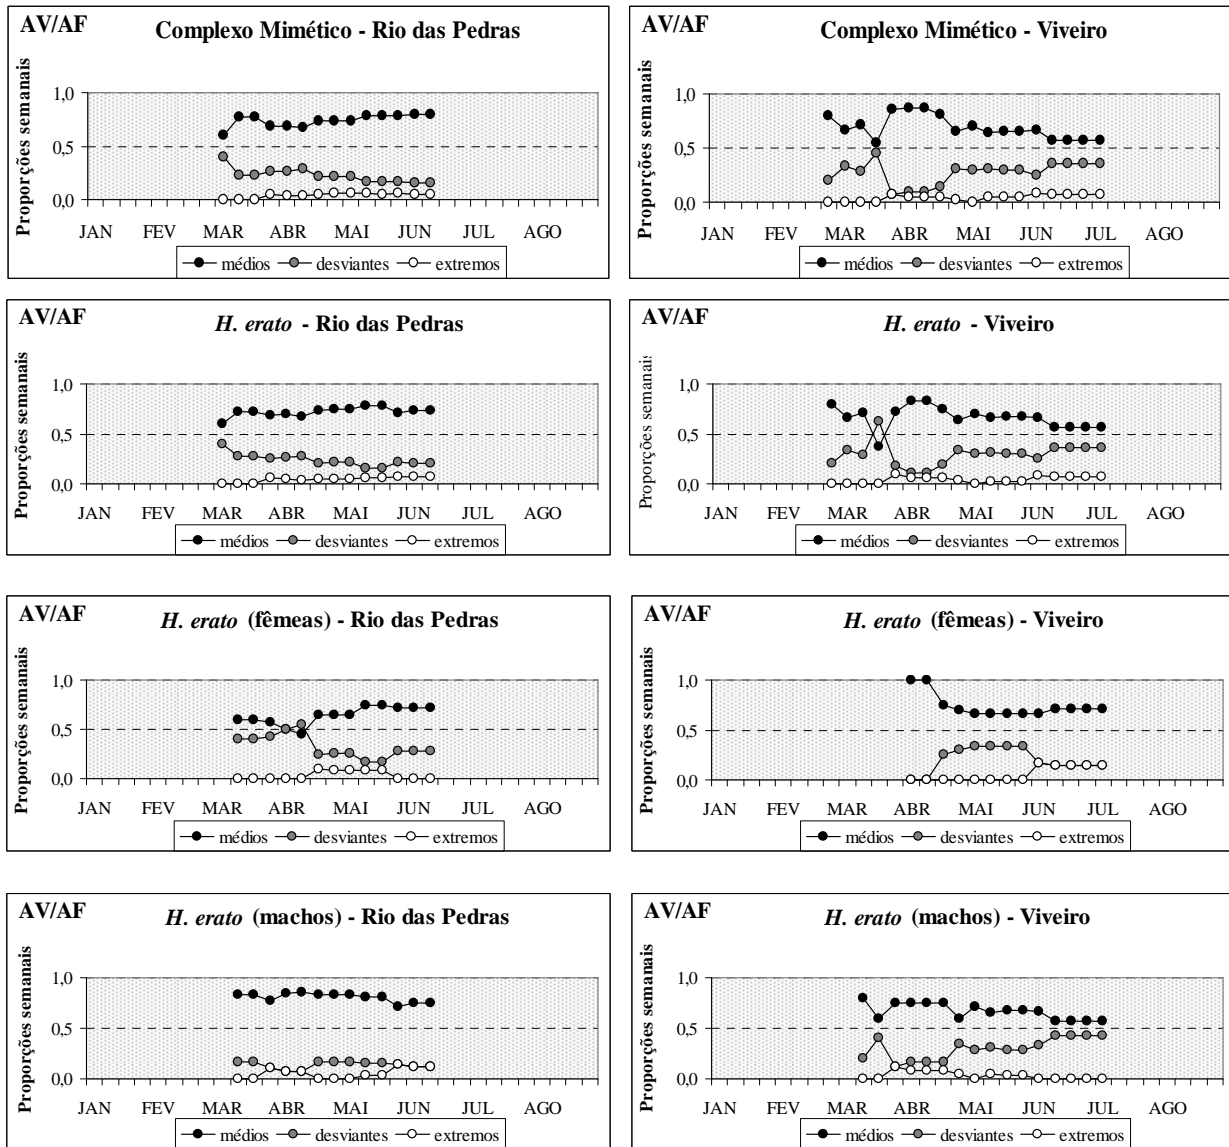 AV/AF
Complexo Mimético - Rio das Pedras
Proporções semanais
1,0
0,5
0,0
JAN FEV MAR ABR MAI JUN JUL AGO
médios desviantes extremos
AV/AF
Complexo Mimético - Viveiro
Proporções semanais
1,0
0,5
0,0
JAN FEV MAR ABR MAI JUN JUL AGO
médios desviantes extremos
AV/AF
H. erato - Rio das Pedras
Proporções semanais
1,0
0,5
0,0
JAN FEV MAR ABR MAI JUN JUL AGO
médios desviantes extremos
AV/AF
H. erato - Viveiro
Proporções semanais
1,0
0,5
0,0
JAN FEV MAR ABR MAI JUN JUL AGO
médios desviantes extremos
AV/AF
H. erato (fêmeas) - Rio das Pedras
Proporções semanais
1,0
0,5
0,0
JAN FEV MAR ABR MAI JUN JUL AGO
médios desviantes extremos
AV/AF
H. erato (fêmeas) - Viveiro
Proporções semanais
1,0
0,5
0,0
JAN FEV MAR ABR MAI JUN JUL AGO
médios desviantes extremos
AV/AF
H. erato (machos) - Rio das Pedras
Proporções semanais
1,0
0,5
0,0
JAN FEV MAR ABR MAI JUN JUL AGO
médios desviantes extremos
AV/AF
H. erato (machos) - Viveiro
Proporções semanais
1,0
0,5
0,0
JAN FEV MAR ABR MAI JUN JUL AGO
médios desviantes extremos